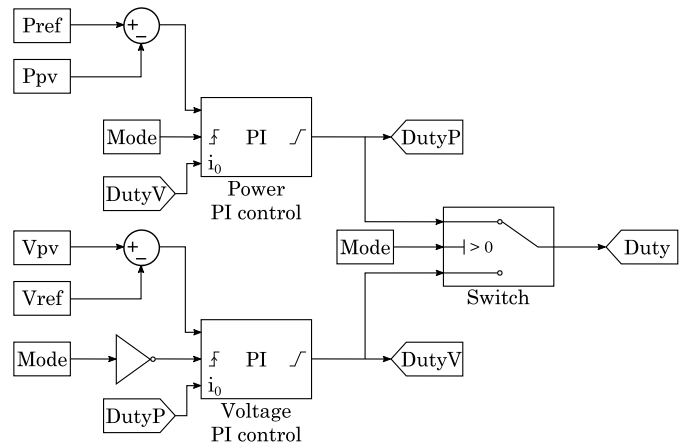 Pref
+
−
Ppv
Mode
PI
DutyP
i₀
DutyV
Power
PI control
Vpv
+
−
Mode
> 0
Duty
Vref
Switch
Mode
PI
DutyV
i₀
DutyP
Voltage
PI control